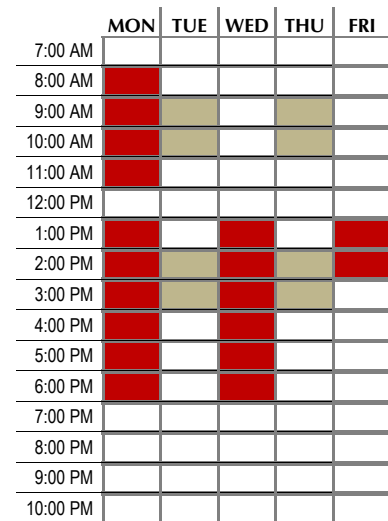 MON TUE WED THU FRI
7:00 AM
8:00 AM
9:00 AM
10:00 AM
11:00 AM
12:00 PM
1:00 PM
2:00 PM
3:00 PM
4:00 PM
5:00 PM
6:00 PM
7:00 PM
8:00 PM
9:00 PM
10:00 PM